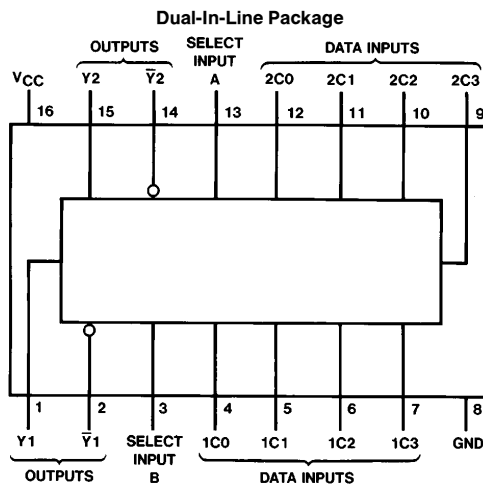 Dual-In-Line Package
OUTPUTS SELECT INPUT A DATA INPUTS
VCC Y2 Y̅2 2C0 2C1 2C2 2C3
16 15 14 13 12 11 10 9
1 2 3 4 5 6 7 8
Y1 Y̅1 SELECT INPUT B 1C0 1C1 1C2 1C3 GND
OUTPUTS DATA INPUTS